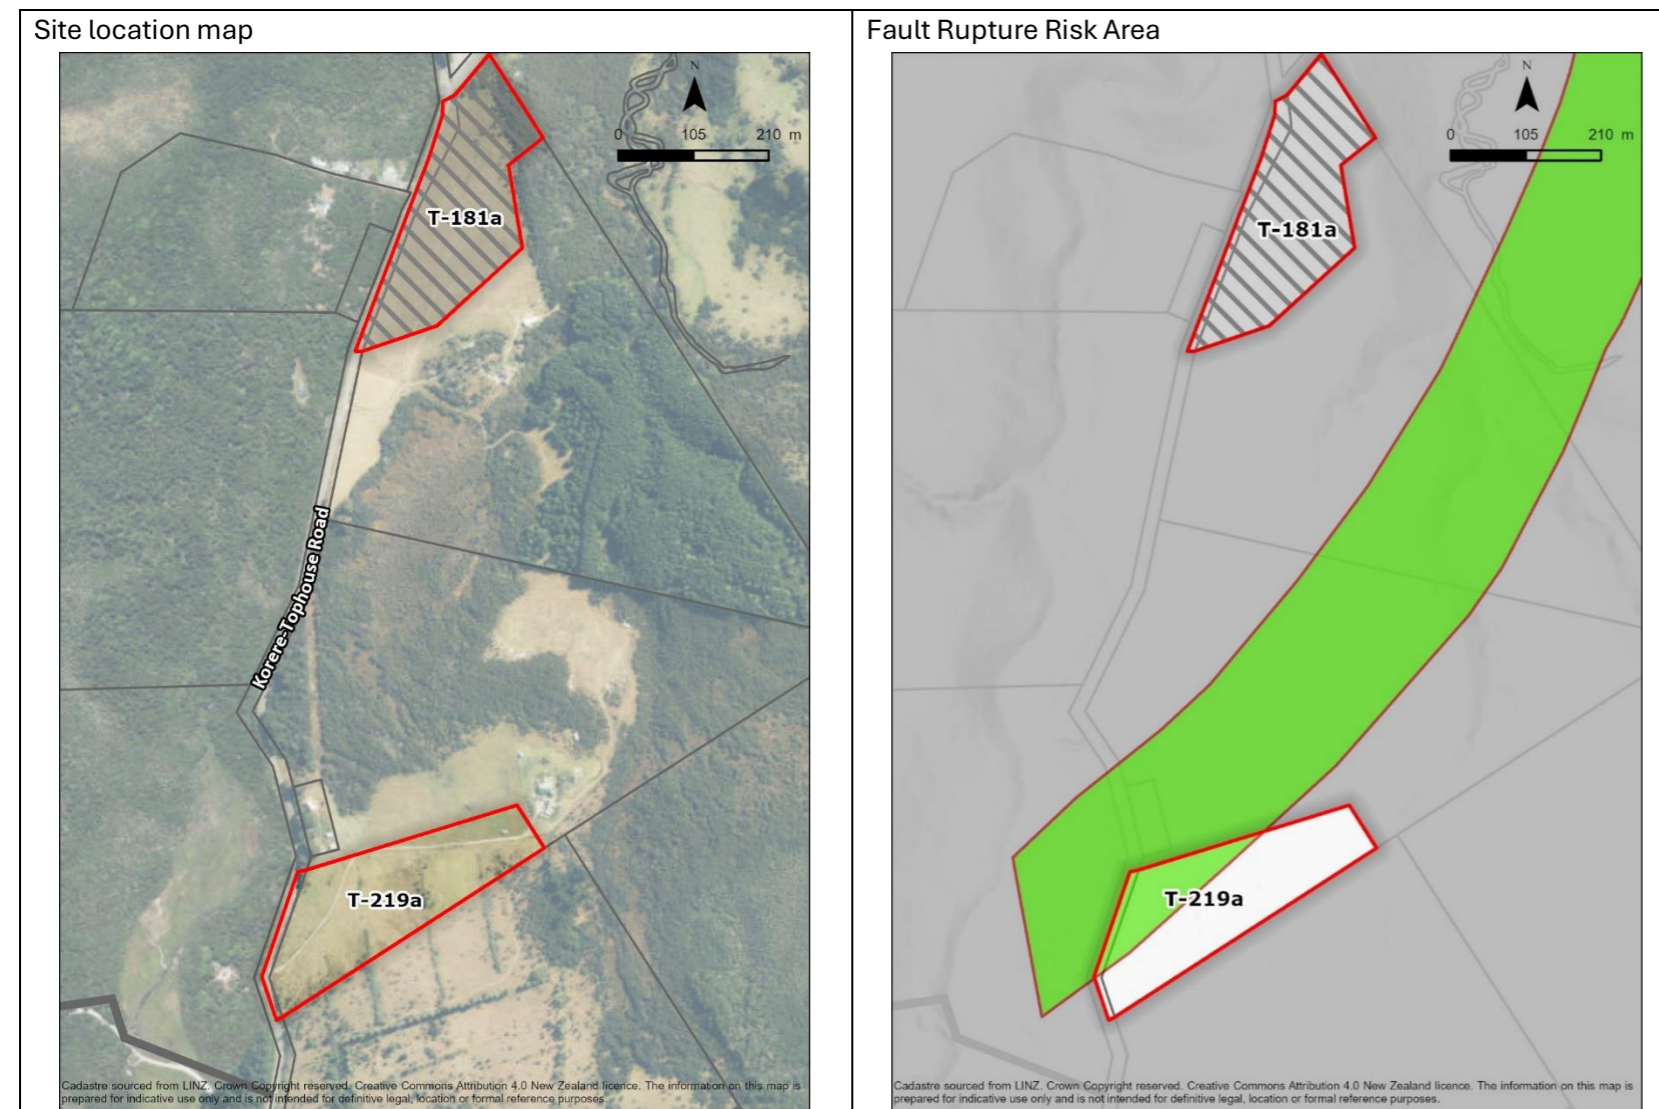 Site location map
N
0 105 210 m
T-181a
Korere-Tophouse Road
T-219a
Cadastre sourced from LINZ. Crown Copyright reserved. Creative Commons Attribution 4.0 New Zealand licence. The information on this map is
prepared for indicative use only and is not intended for definitive legal, location or formal reference purposes.
Fault Rupture Risk Area
N
0 105 210 m
T-181a
T-219a
Cadastre sourced from LINZ. Crown Copyright reserved. Creative Commons Attribution 4.0 New Zealand licence. The information on this map is
prepared for indicative use only and is not intended for definitive legal, location or formal reference purposes.